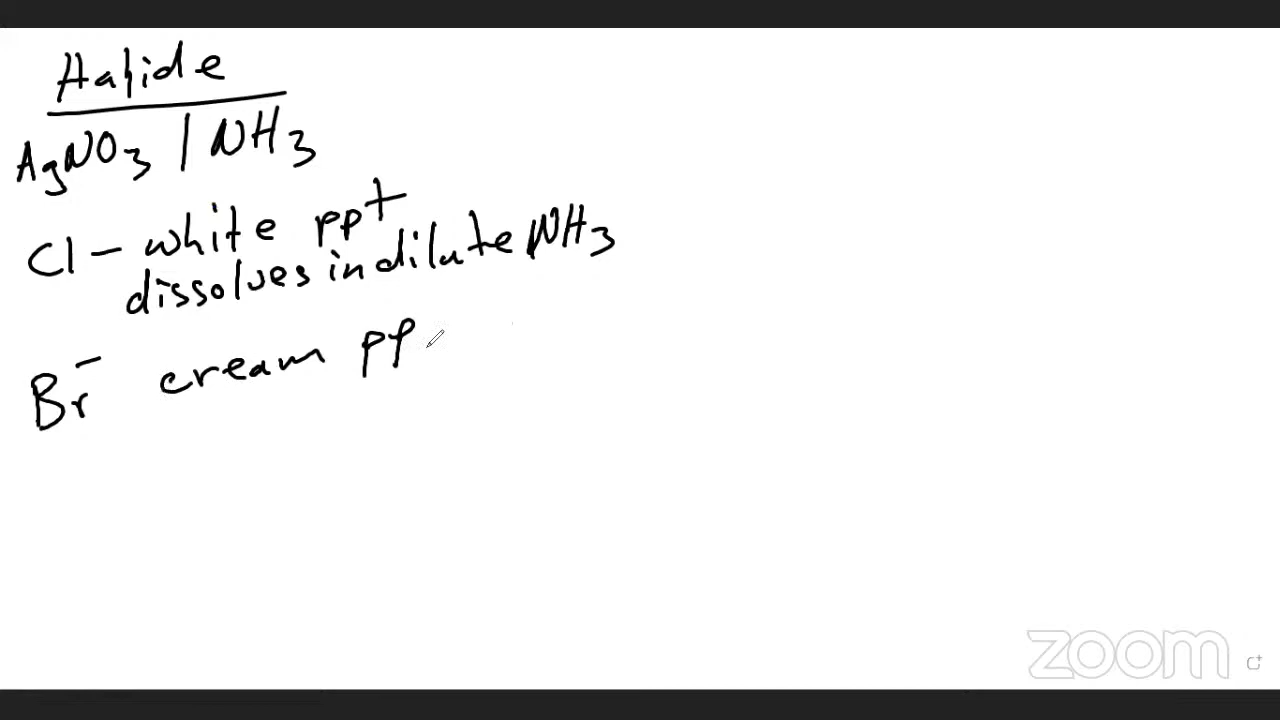 Halide
AgNO3 / NH3
Cl - white ppt
dissolves in dilute NH3
Br- cream pp
zoom